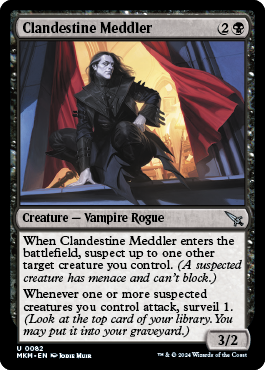 Clandestine Meddler 2
Creature — Vampire Rogue
When Clandestine Meddler enters the
battlefield, suspect up to one other
target creature you control. (A suspected
creature has menace and can't block.)
Whenever one or more suspected
creatures you control attack, surveil 1.
(Look at the top card of your library. You
may put it into your graveyard.)
3/2
U 0082
MKM • EN Jodie Muir ™ & © 2024 Wizards of the Coast